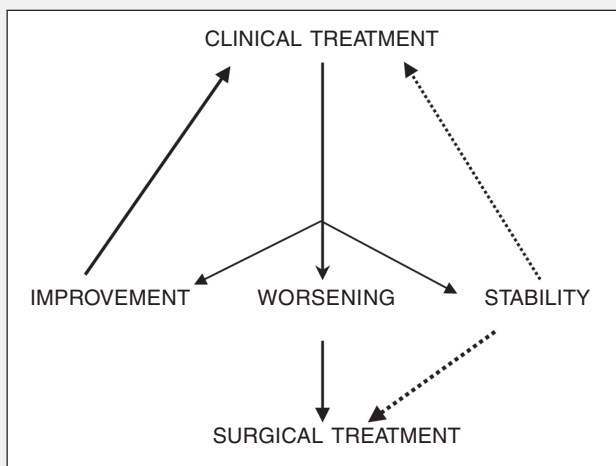 CLINICAL TREATMENT
IMPROVEMENT WORSENING STABILITY
SURGICAL TREATMENT